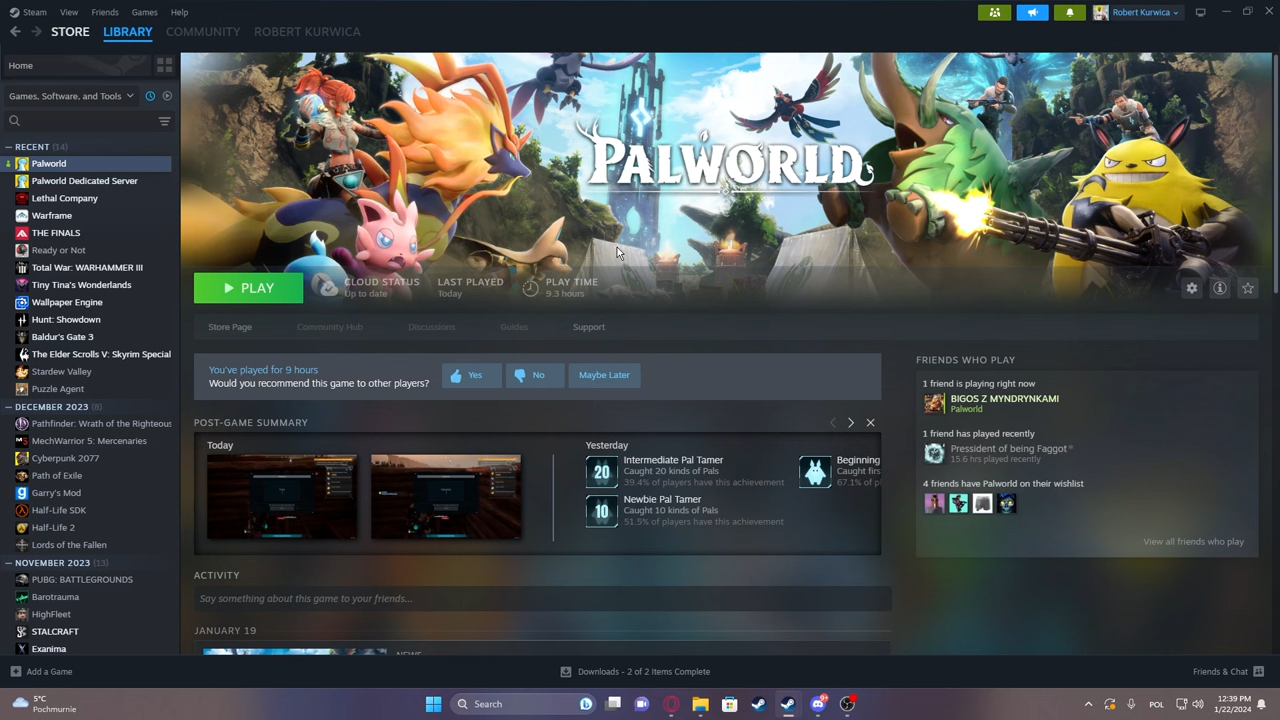 Steam View Friends Games Help
Robert Kurwica
STORE LIBRARY COMMUNITY ROBERT KURWICA
Home
Games, Software, and Tools
RECENT (14)
Palworld
Palworld Dedicated Server
Lethal Company
Warframe
THE FINALS
Ready or Not
Total War: WARHAMMER III
Tiny Tina's Wonderlands
Wallpaper Engine
Hunt: Showdown
Baldur's Gate 3
The Elder Scrolls V: Skyrim Special
Stardew Valley
Puzzle Agent
DECEMBER 2023 (8)
Pathfinder: Wrath of the Righteous
MechWarrior 5: Mercenaries
Cyberpunk 2077
Path of Exile
Garry's Mod
Half-Life SDK
Half-Life 2
Lords of the Fallen
NOVEMBER 2023 (13)
PUBG: BATTLEGROUNDS
Barotrauma
HighFleet
STALCRAFT
Exanima
PALWORLD
PLAY
CLOUD STATUS
Up to date
LAST PLAYED
Today
PLAY TIME
9.3 hours
Store Page Community Hub Discussions Guides Support
You've played for 9 hours
Would you recommend this game to other players?
Yes No Maybe Later
POST-GAME SUMMARY
Today
Yesterday
20
Intermediate Pal Tamer
Caught 20 kinds of Pals
39.4% of players have this achievement
10
Newbie Pal Tamer
Caught 10 kinds of Pals
51.5% of players have this achievement
Beginning
Caught firs
67.1% of pl
ACTIVITY
Say something about this game to your friends...
JANUARY 19
NEWS
FRIENDS WHO PLAY
1 friend is playing right now
BIGOS Z MYNDRYNKAMI
Palworld
1 friend has played recently
Pressident of being Faggot*
15.6 hrs played recently
4 friends have Palworld on their wishlist
View all friends who play
Add a Game
Downloads - 2 of 2 Items Complete
Friends & Chat
5°C
Pochmurnie
Search
9+
POL
12:39 PM
1/22/2024